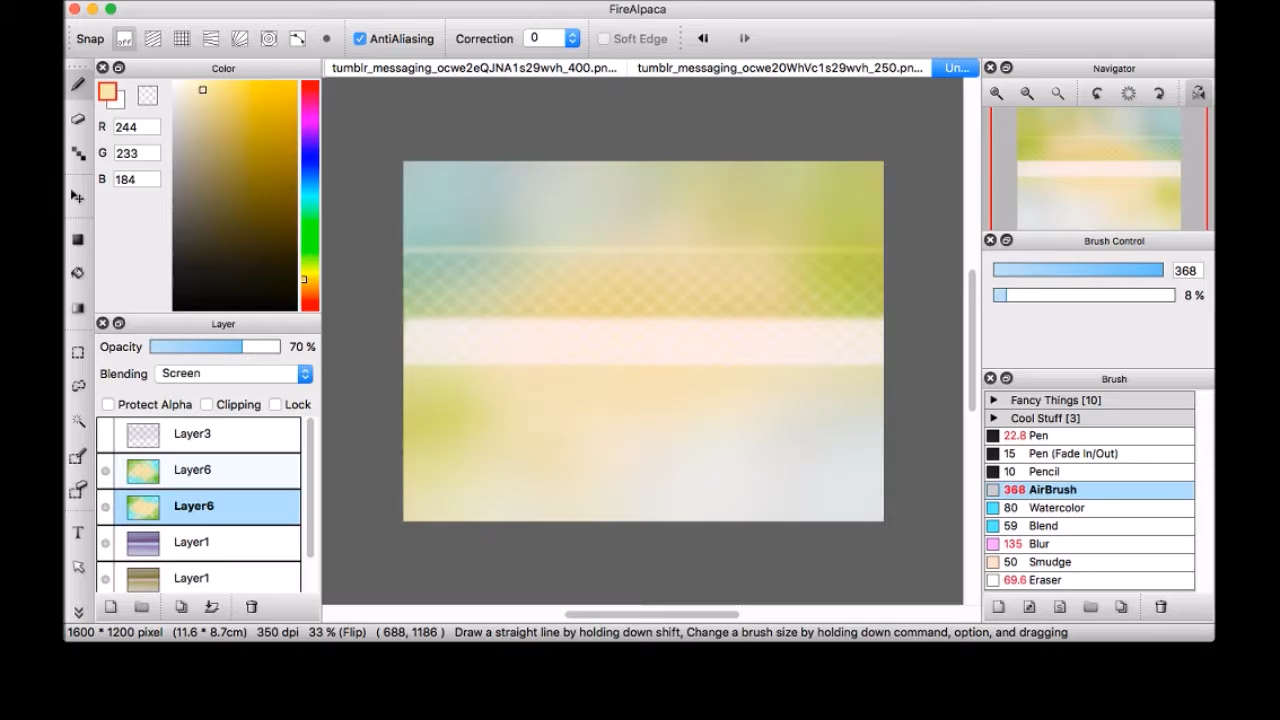 FireAlpaca
Snap off AntiAliasing Correction 0 Soft Edge
Color
tumblr_messaging_ocwe2eQJNA1s29wvh_400.pn... tumblr_messaging_ocwe20WhVc1s29wvh_250.pn... Un...
Navigator
R 244
G 233
B 184
Brush Control
368
8 %
Layer
Opacity 70 %
Blending Screen
Protect Alpha Clipping Lock
Layer3
Layer6
Layer6
Layer1
Layer1
Brush
Fancy Things [10]
Cool Stuff [3]
22.8 Pen
15 Pen (Fade In/Out)
10 Pencil
368 AirBrush
80 Watercolor
59 Blend
135 Blur
50 Smudge
69.6 Eraser
T
1600 * 1200 pixel (11.6 * 8.7cm) 350 dpi 33 % (Flip) ( 688, 1186 ) Draw a straight line by holding down shift, Change a brush size by holding down command, option, and dragging